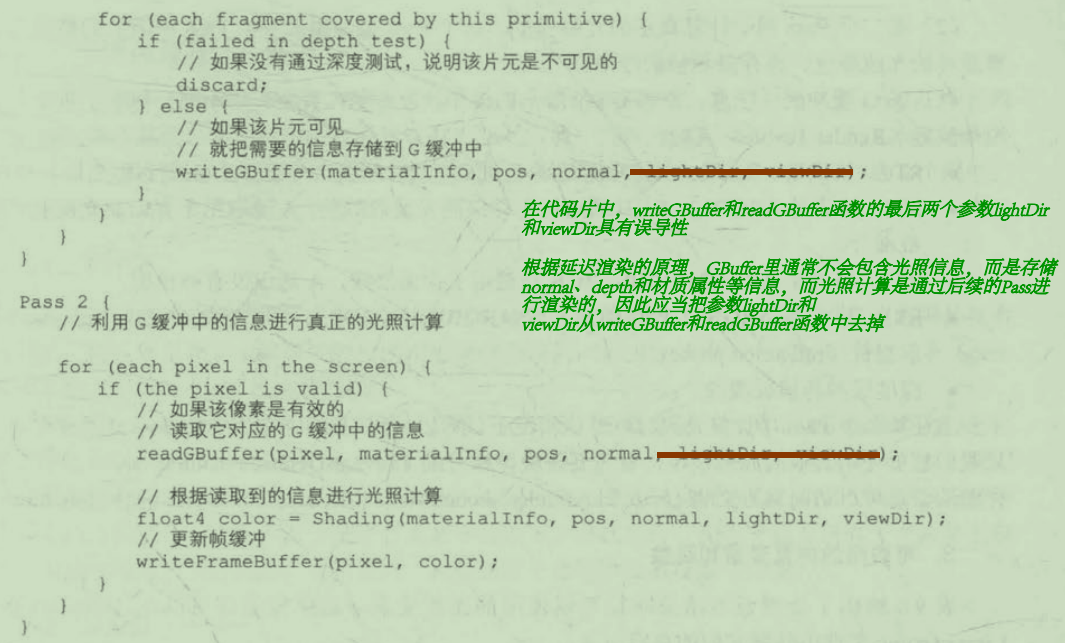 for (each fragment covered by this primitive) {
if (failed in depth test) {
// 如果没有通过深度测试，说明该片元是不可见的
discard;
} else {
// 如果该片元可见
// 就把需要的信息存储到 G 缓冲中
writeGBuffer(materialInfo, pos, normal, lightDir, viewDir);
}
}
}
}
在代码片中，writeGBuffer和readGBuffer函数的最后两个参数lightDir
和viewDir具有误导性
根据延迟渲染的原理，GBuffer里通常不会包含光照信息，而是存储
normal、depth和材质属性等信息，而光照计算是通过后续的Pass进
行渲染的，因此应当把参数lightDir和
viewDir从writeGBuffer和readGBuffer函数中去掉
Pass 2 {
// 利用 G 缓冲中的信息进行真正的光照计算
for (each pixel in the screen) {
if (the pixel is valid) {
// 如果该像素是有效的
// 读取它对应的 G 缓冲中的信息
readGBuffer(pixel, materialInfo, pos, normal, lightDir, viewDir);
// 根据读取到的信息进行光照计算
float4 color = Shading(materialInfo, pos, normal, lightDir, viewDir);
// 更新帧缓冲
writeFrameBuffer(pixel, color);
}
}
}